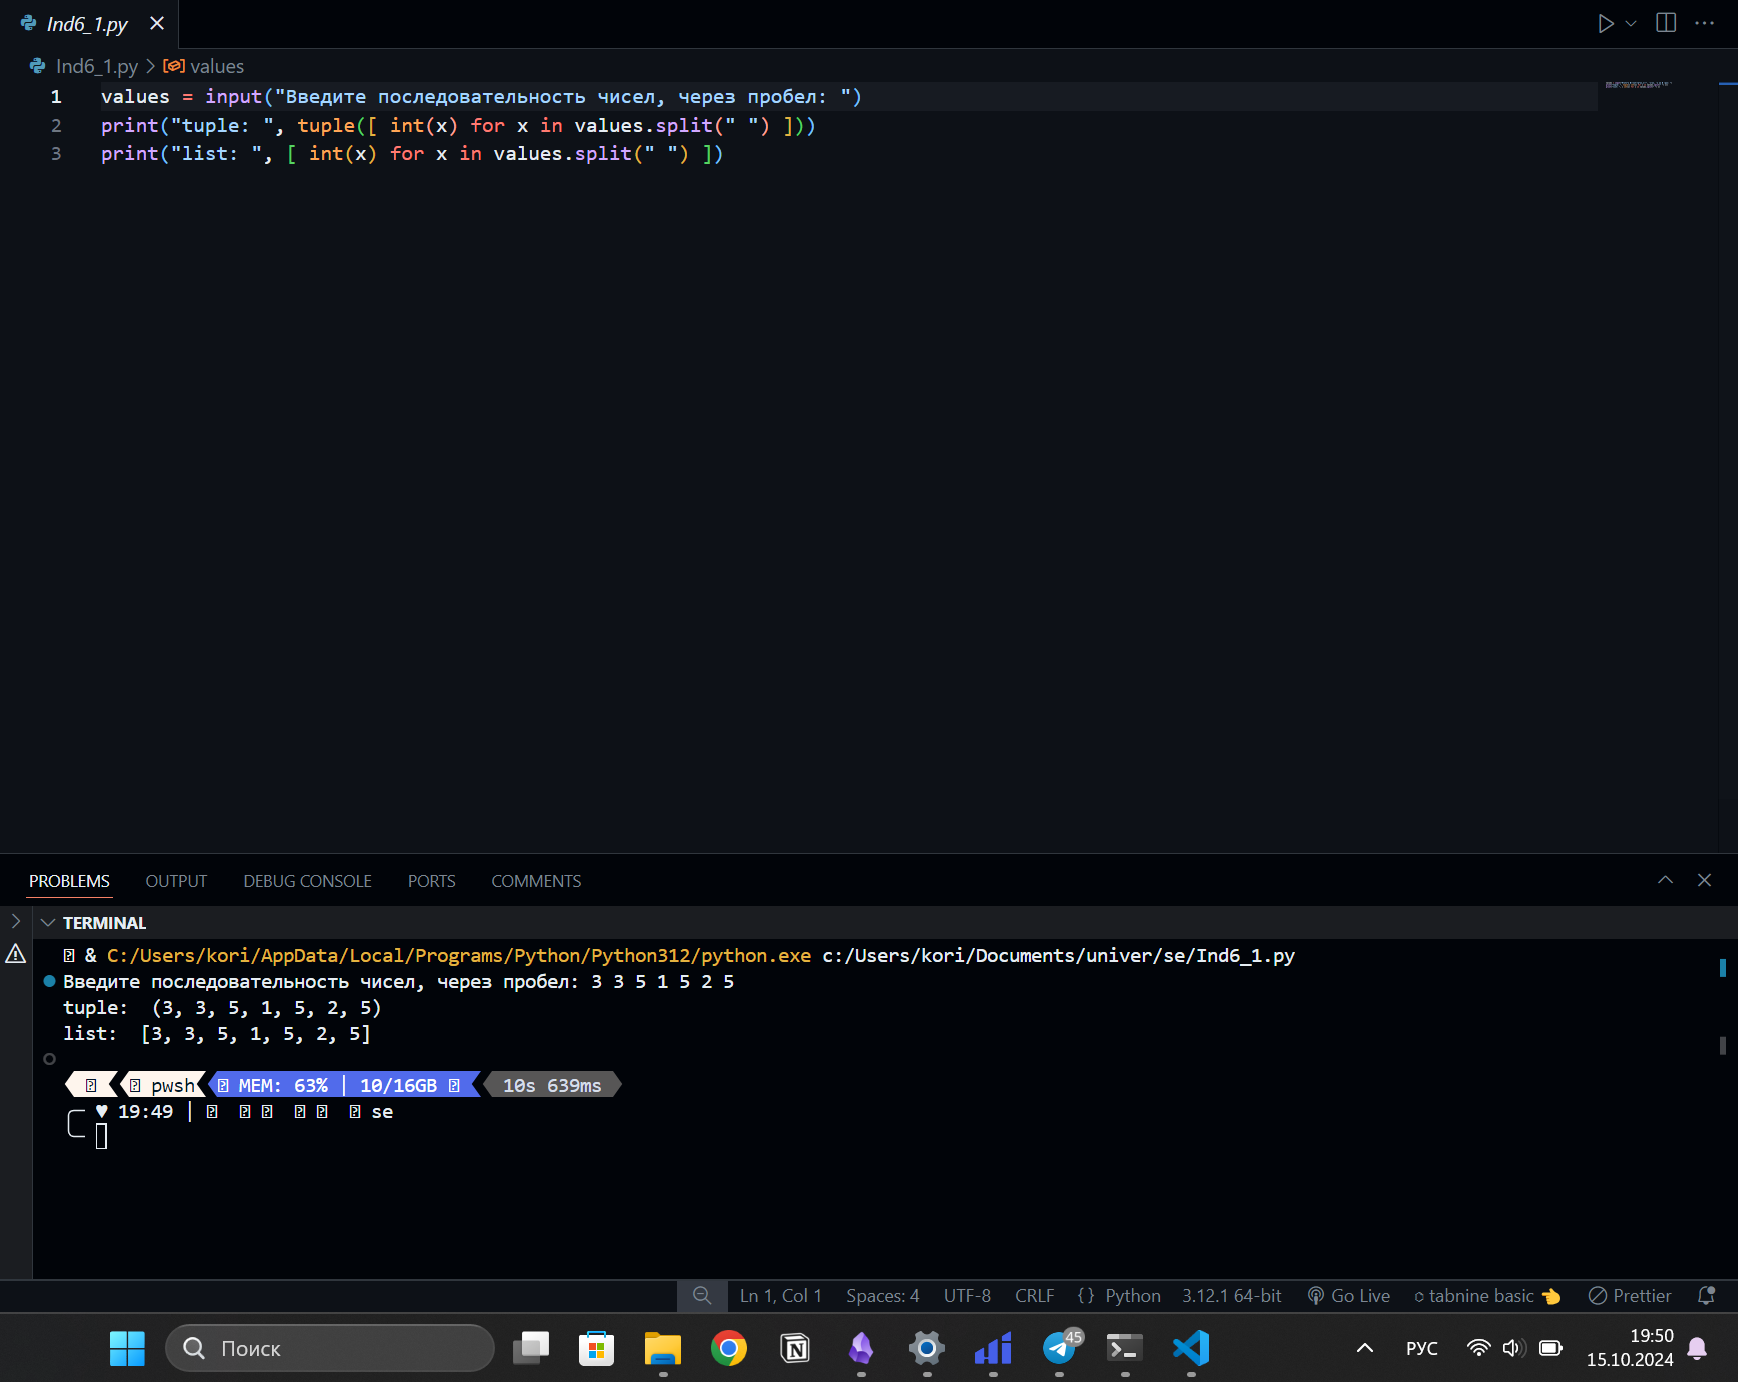 Ind6_1.py
Ind6_1.py > values
1 values = input("Введите последовательность чисел, через пробел: ")
2 print("tuple: ", tuple([ int(x) for x in values.split(" ") ]))
3 print("list: ", [ int(x) for x in values.split(" ") ])
PROBLEMS OUTPUT DEBUG CONSOLE PORTS COMMENTS
TERMINAL
& C:/Users/kori/AppData/Local/Programs/Python/Python312/python.exe c:/Users/kori/Documents/univer/se/Ind6_1.py
Введите последовательность чисел, через пробел: 3 3 5 1 5 2 5
tuple:  (3, 3, 5, 1, 5, 2, 5)
list:  [3, 3, 5, 1, 5, 2, 5]
pwsh MEM: 63% | 10/16GB 10s 639ms
♥ 19:49 | se
Ln 1, Col 1 Spaces: 4 UTF-8 CRLF {} Python 3.12.1 64-bit Go Live tabnine basic Prettier
Поиск 45 РУС 19:50
15.10.2024